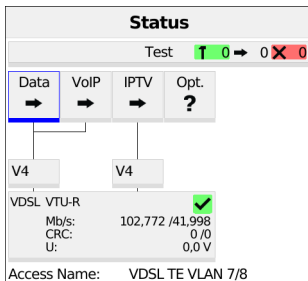 Status
Test 0 0 0
Data VoIP IPTV Opt.
?
V4 V4
VDSL VTU-R
Mb/s: 102,772 /41,998
CRC: 0 /0
U: 0,0 V
Access Name: VDSL TE VLAN 7/8